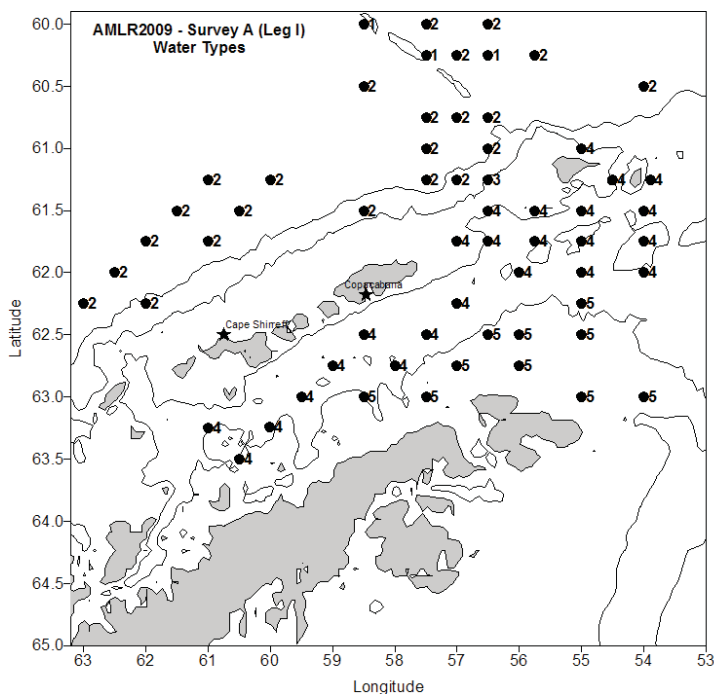 AMLR2009 - Survey A (Leg I)
Water Types
60.0 1 2 2
1 2 1 2
60.5 2 2
2 2 2
61.0 2 2 4
2 2 2 2 3 4 4
61.5 2 2 2 4 4 4 4
2 2 4 4 4 4 4
62.0 2 4 4 4
Copacabana
2 2 4 5
Cape Shirreff
62.5 4 4 5 5 5
4 4 5 5
63.0 4 5 5 5 5
4 4
63.5 4
64.0
64.5
65.0
Latitude
63 62 61 60 59 58 57 56 55 54 53
Longitude